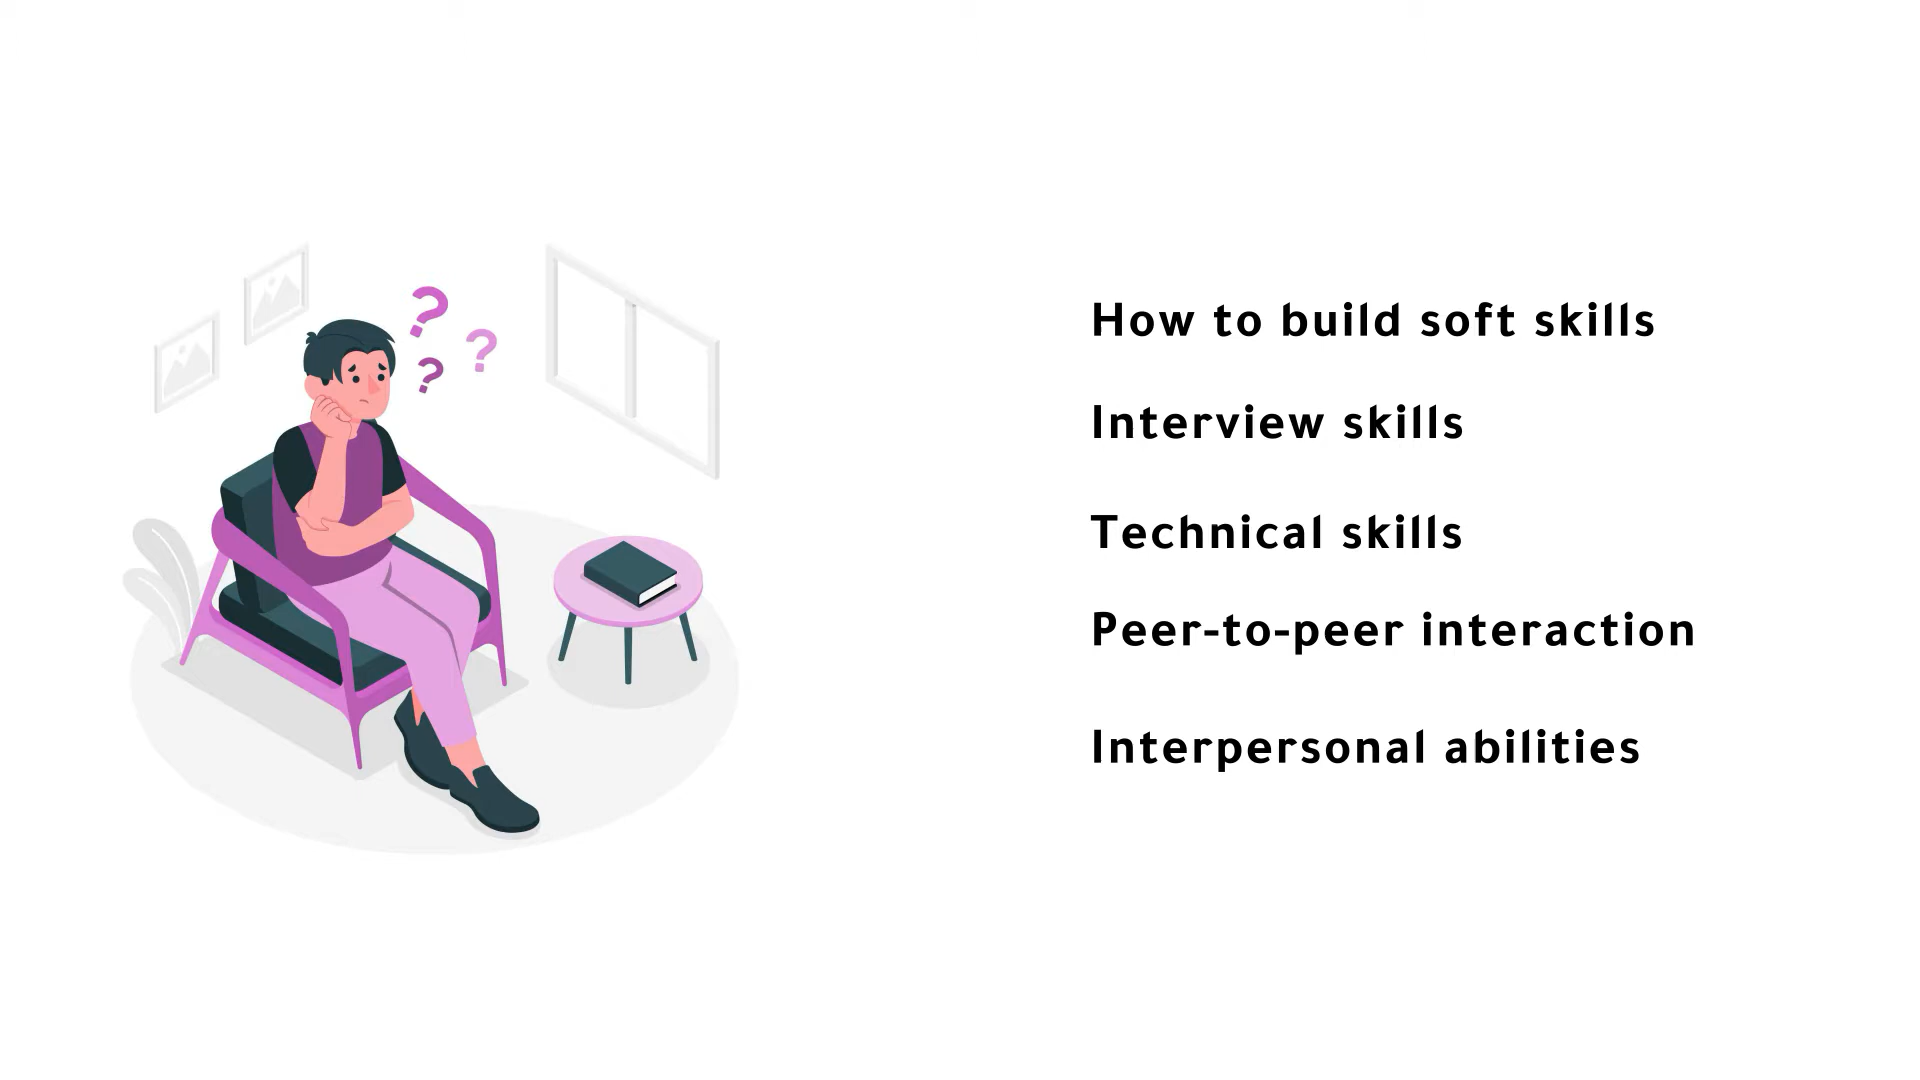 How to build soft skills
Interview skills
Technical skills
Peer-to-peer interaction
Interpersonal abilities